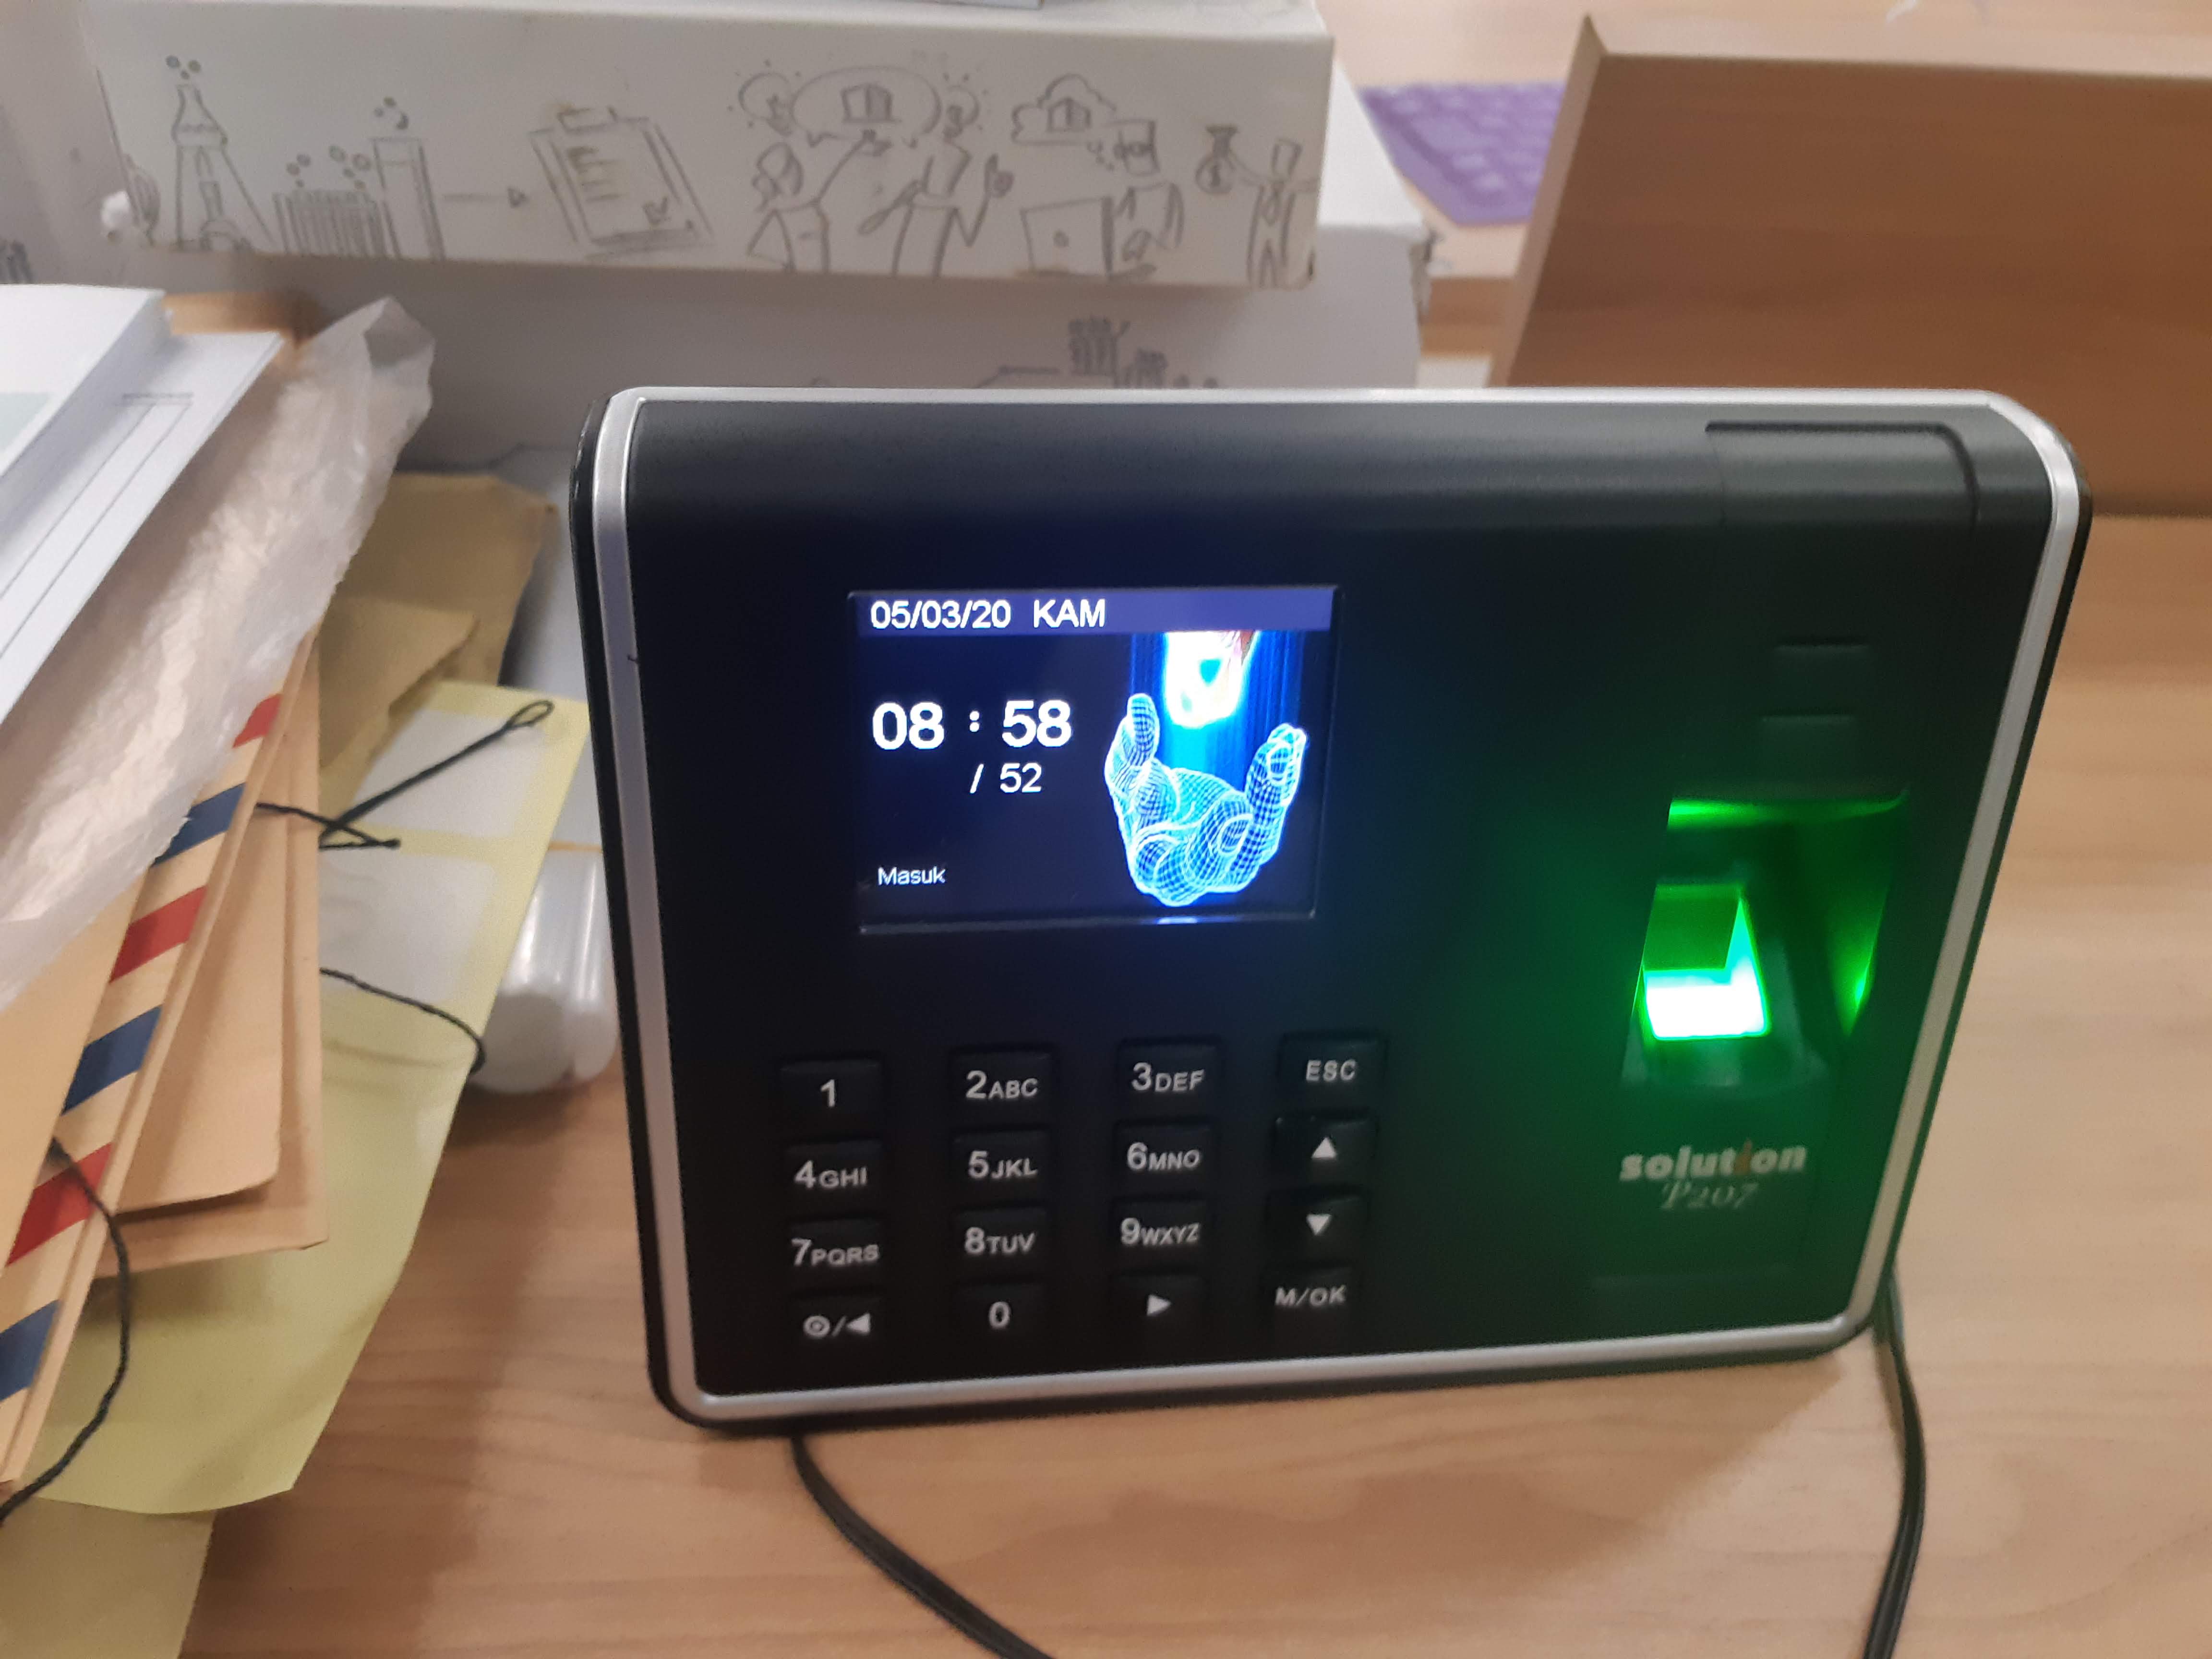 05/03/20 KAM
08 : 58
/ 52
Masuk
1 2ABC 3DEF ESC
4GHI 5JKL 6MNO ▲
7PQRS 8TUV 9WXYZ ▼
⊙/◀ 0 ▶ M/OK
solution
P207